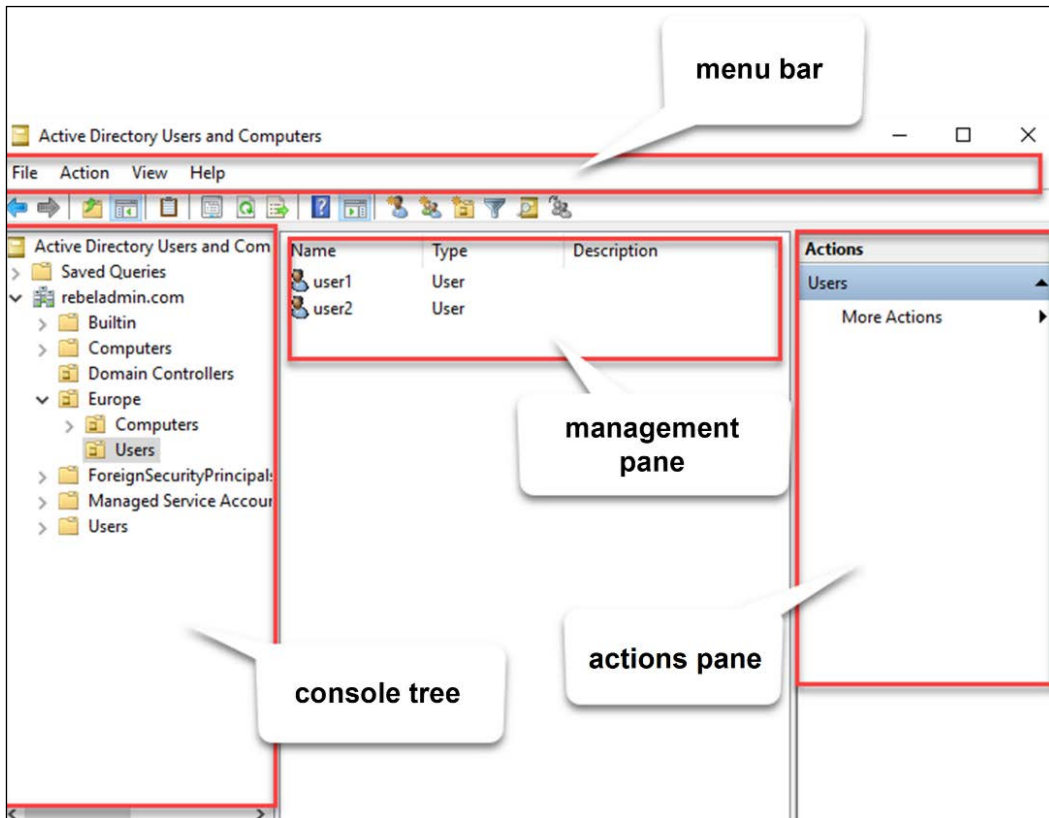 menu bar
Active Directory Users and Computers
File Action View Help
Active Directory Users and Com
Saved Queries
rebeladmin.com
Builtin
Computers
Domain Controllers
Europe
Computers
Users
ForeignSecurityPrincipals
Managed Service Accour
Users
Name Type Description
user1 User
user2 User
management
pane
Actions
Users
More Actions
actions pane
console tree